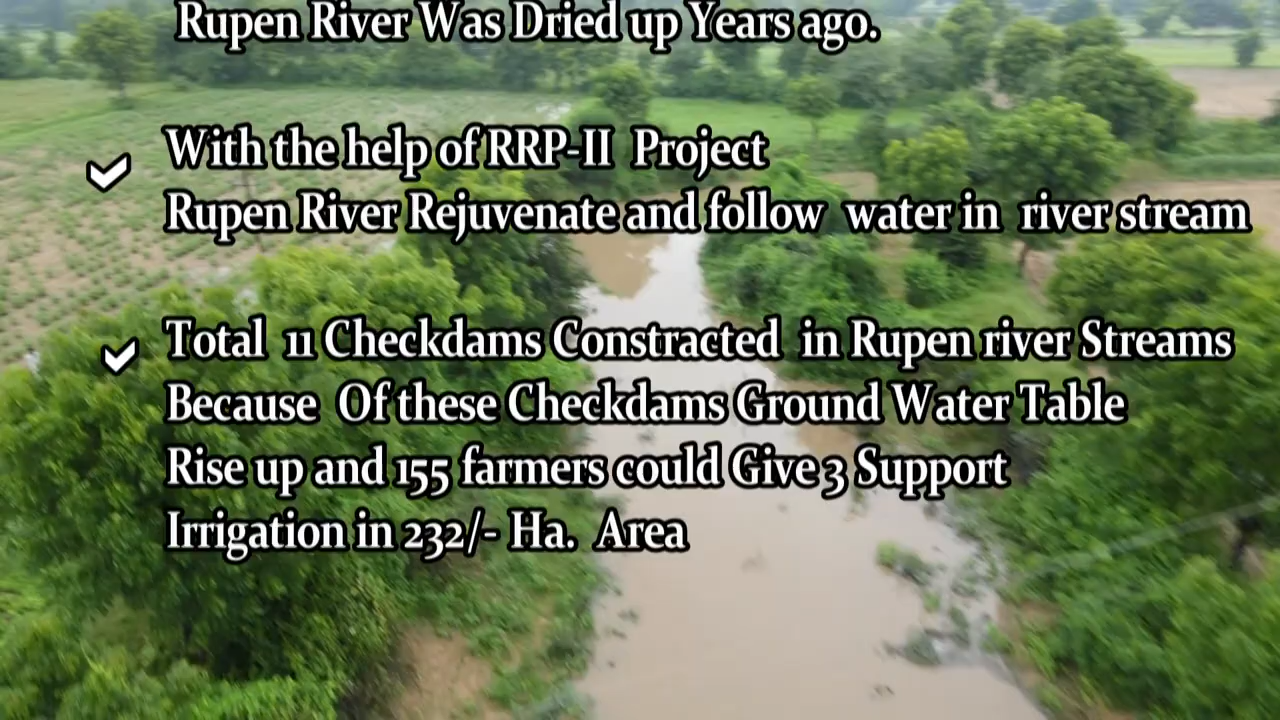 Rupen River Was Dried up Years ago.
With the help of RRP-II Project
Rupen River Rejuvenate and follow water in river stream
Total 11 Checkdams Constracted in Rupen river Streams
Because Of these Checkdams Ground Water Table
Rise up and 155 farmers could Give 3 Support
Irrigation in 232/- Ha. Area